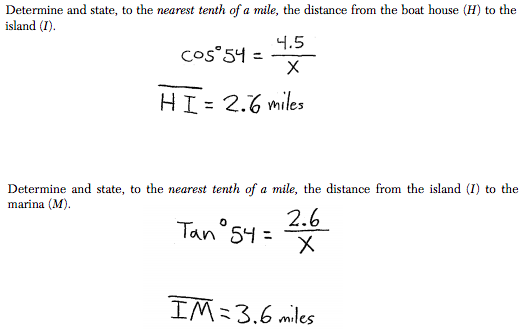 Determine and state, to the nearest tenth of a mile, the distance from the boat house (H) to the
island (I).
cos°54 = 4.5/X
H̅I̅ = 2.6 miles
Determine and state, to the nearest tenth of a mile, the distance from the island (I) to the
marina (M).
Tan°54 = 2.6/X
I̅M̅ = 3.6 miles